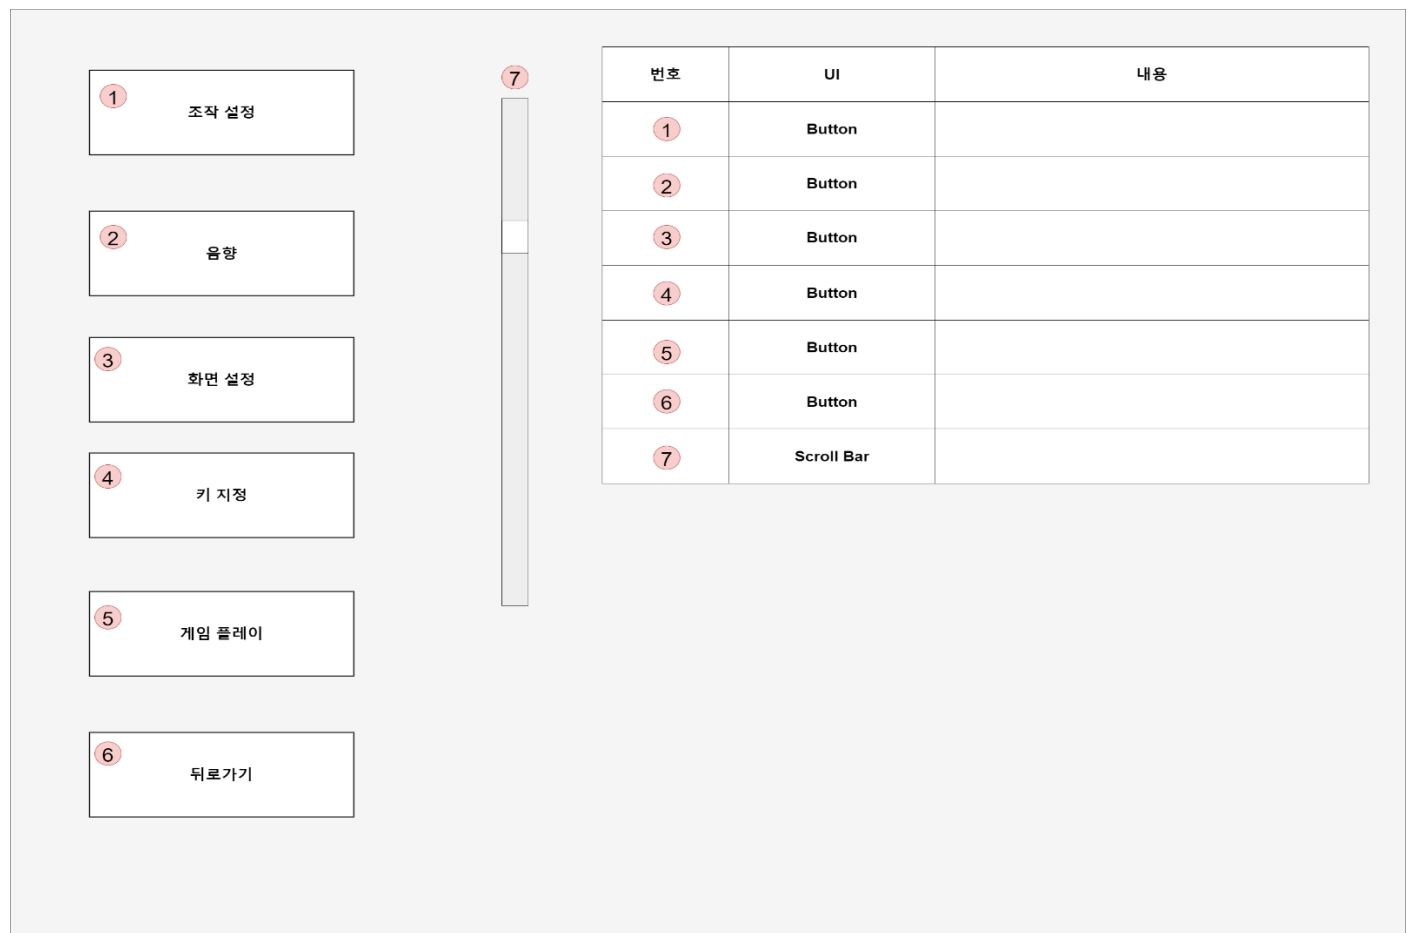 1
조작 설정
2
음향
3
화면 설정
4
키 지정
5
게임 플레이
6
뒤로가기
7
번호 UI 내용
1 Button
2 Button
3 Button
4 Button
5 Button
6 Button
7 Scroll Bar